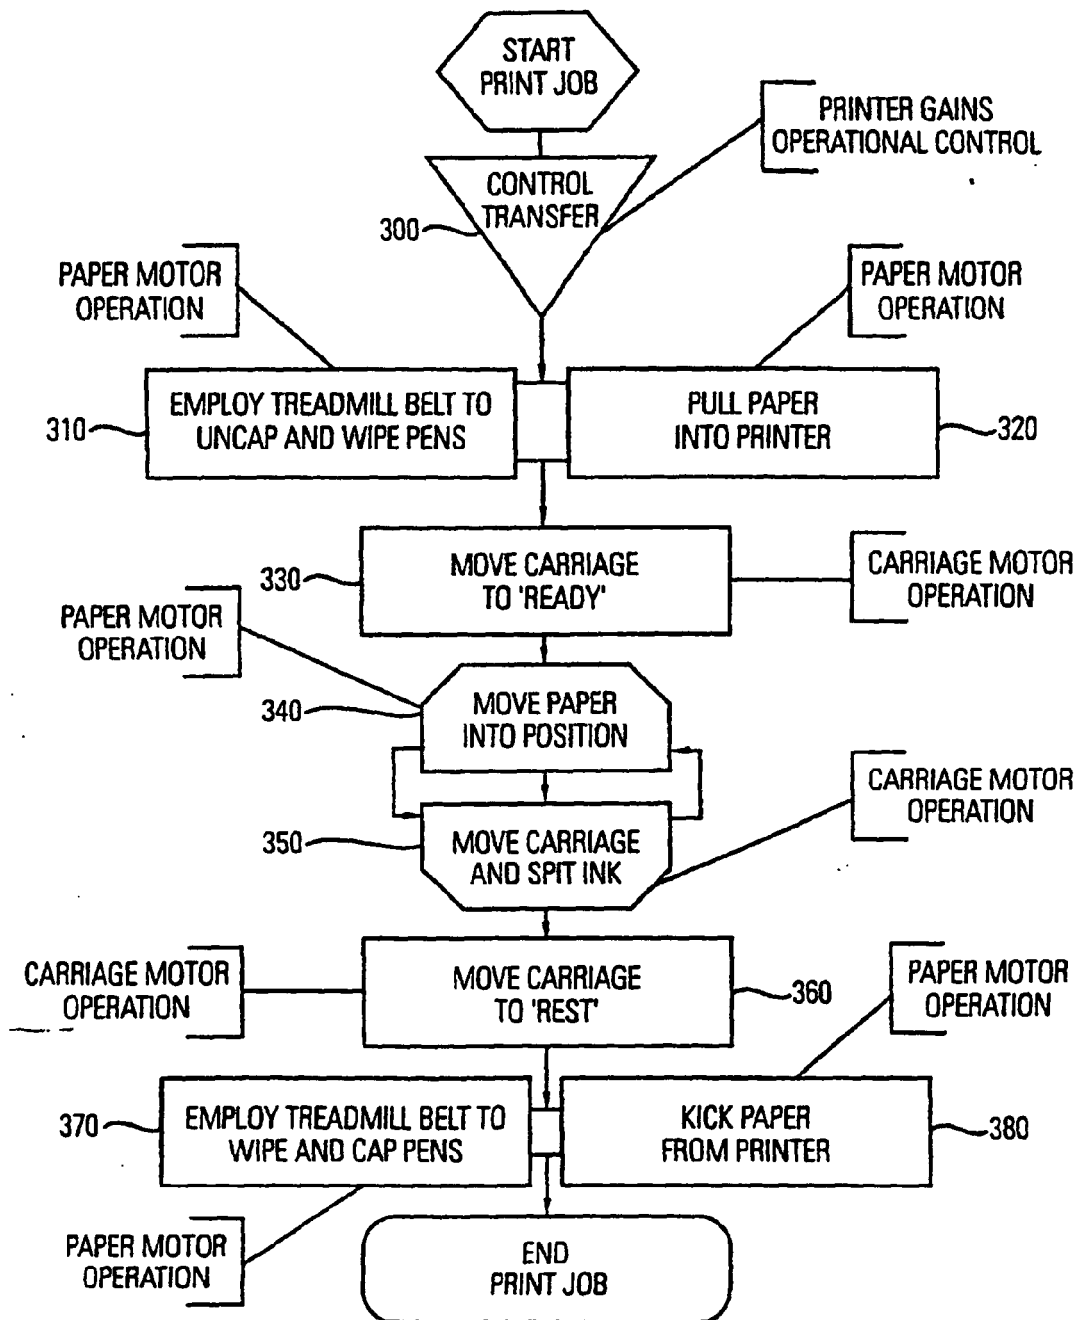 START
PRINT JOB
PRINTER GAINS
OPERATIONAL CONTROL
CONTROL
TRANSFER
300
PAPER MOTOR
OPERATION
PAPER MOTOR
OPERATION
310
EMPLOY TREADMILL BELT TO
UNCAP AND WIPE PENS
PULL PAPER
INTO PRINTER
320
330
MOVE CARRIAGE
TO 'READY'
CARRIAGE MOTOR
OPERATION
PAPER MOTOR
OPERATION
340
MOVE PAPER
INTO POSITION
CARRIAGE MOTOR
OPERATION
350
MOVE CARRIAGE
AND SPIT INK
CARRIAGE MOTOR
OPERATION
MOVE CARRIAGE
TO 'REST'
360
PAPER MOTOR
OPERATION
370
EMPLOY TREADMILL BELT TO
WIPE AND CAP PENS
KICK PAPER
FROM PRINTER
380
PAPER MOTOR
OPERATION
END
PRINT JOB